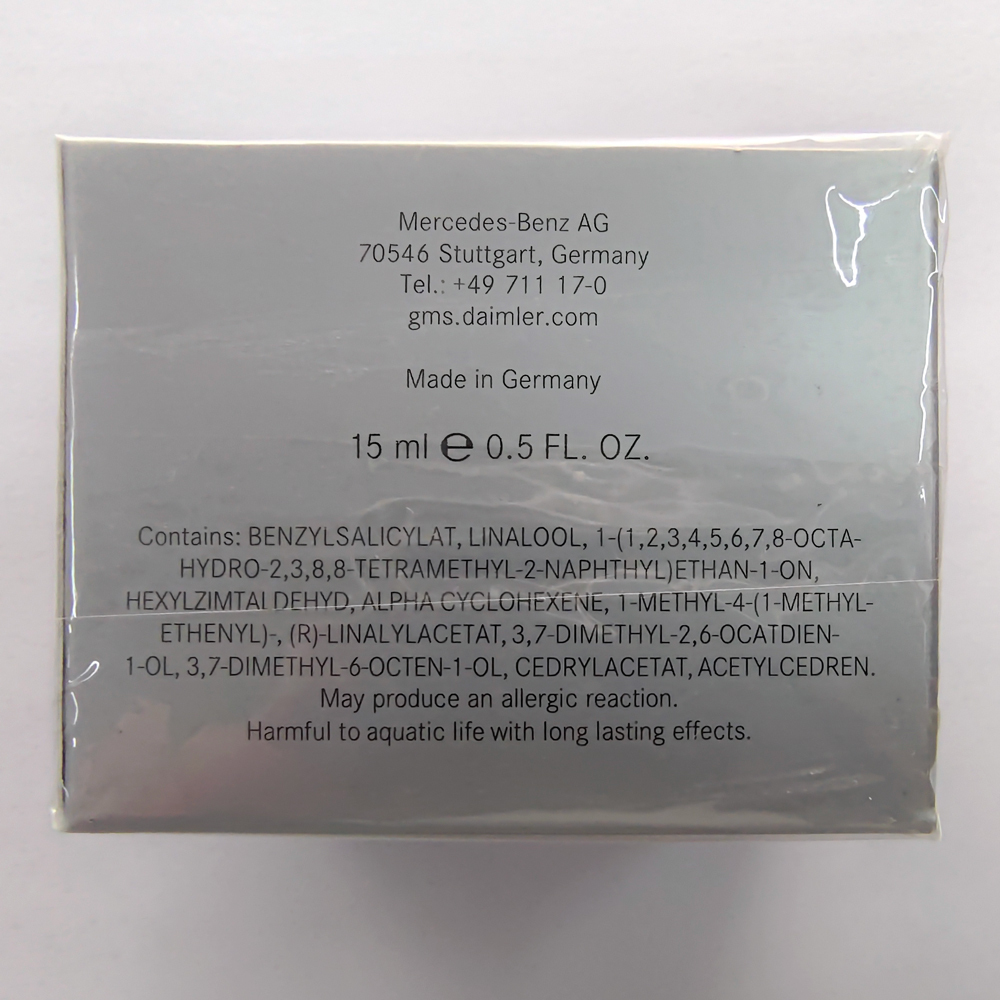 Mercedes-Benz AG
70546 Stuttgart, Germany
Tel.: +49 711 17-0
gms.daimler.com
Made in Germany
15 ml ℮ 0.5 FL. OZ.
Contains: BENZYLSALICYLAT, LINALOOL, 1-(1,2,3,4,5,6,7,8-OCTA-
HYDRO-2,3,8,8-TETRAMETHYL-2-NAPHTHYL)ETHAN-1-ON,
HEXYLZIMTALDEHYD, ALPHA CYCLOHEXENE, 1-METHYL-4-(1-METHYL-
ETHENYL)-, (R)-LINALYLACETAT, 3,7-DIMETHYL-2,6-OCATDIEN-
1-OL, 3,7-DIMETHYL-6-OCTEN-1-OL, CEDRYLACETAT, ACETYLCEDREN.
May produce an allergic reaction.
Harmful to aquatic life with long lasting effects.